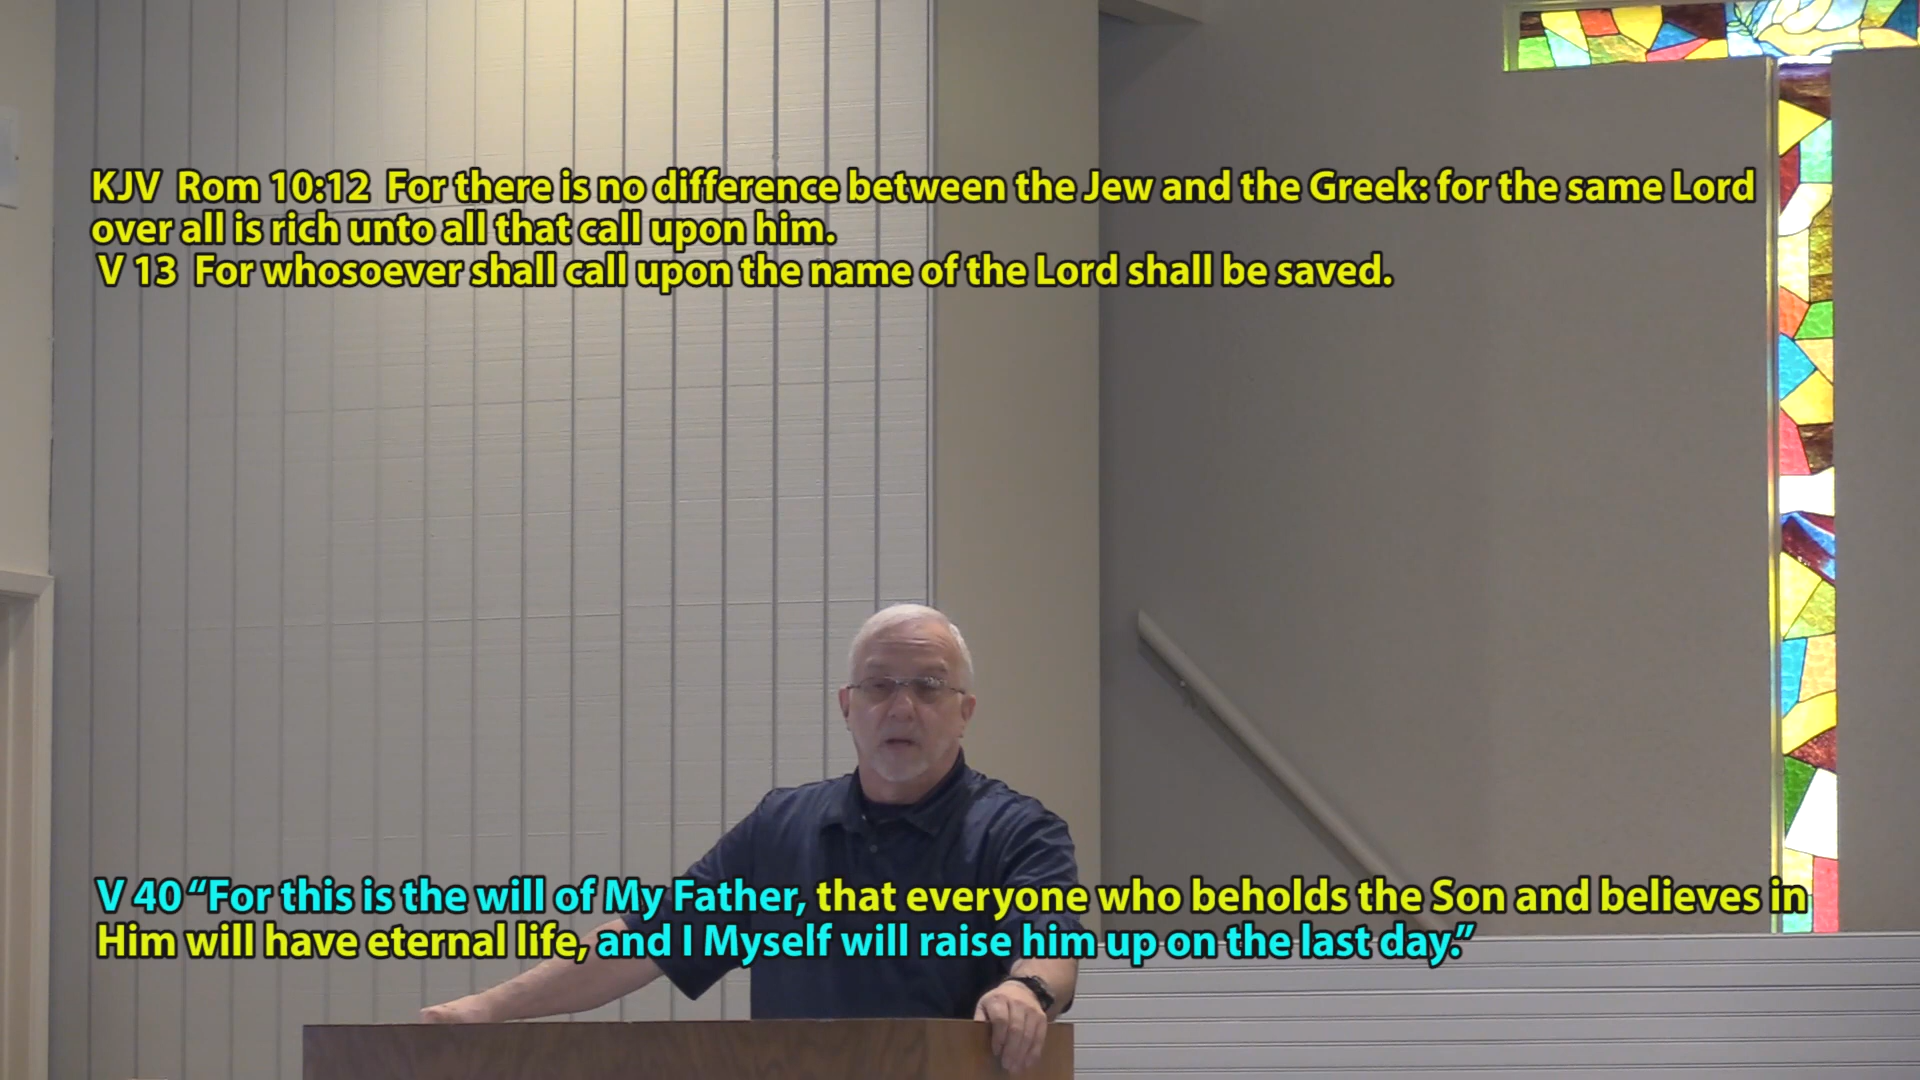 KJV Rom 10:12 For there is no difference between the Jew and the Greek: for the same Lord
over all is rich unto all that call upon him.
V 13 For whosoever shall call upon the name of the Lord shall be saved.
V 40 “For this is the will of My Father, that everyone who beholds the Son and believes in
Him will have eternal life, and I Myself will raise him up on the last day.”